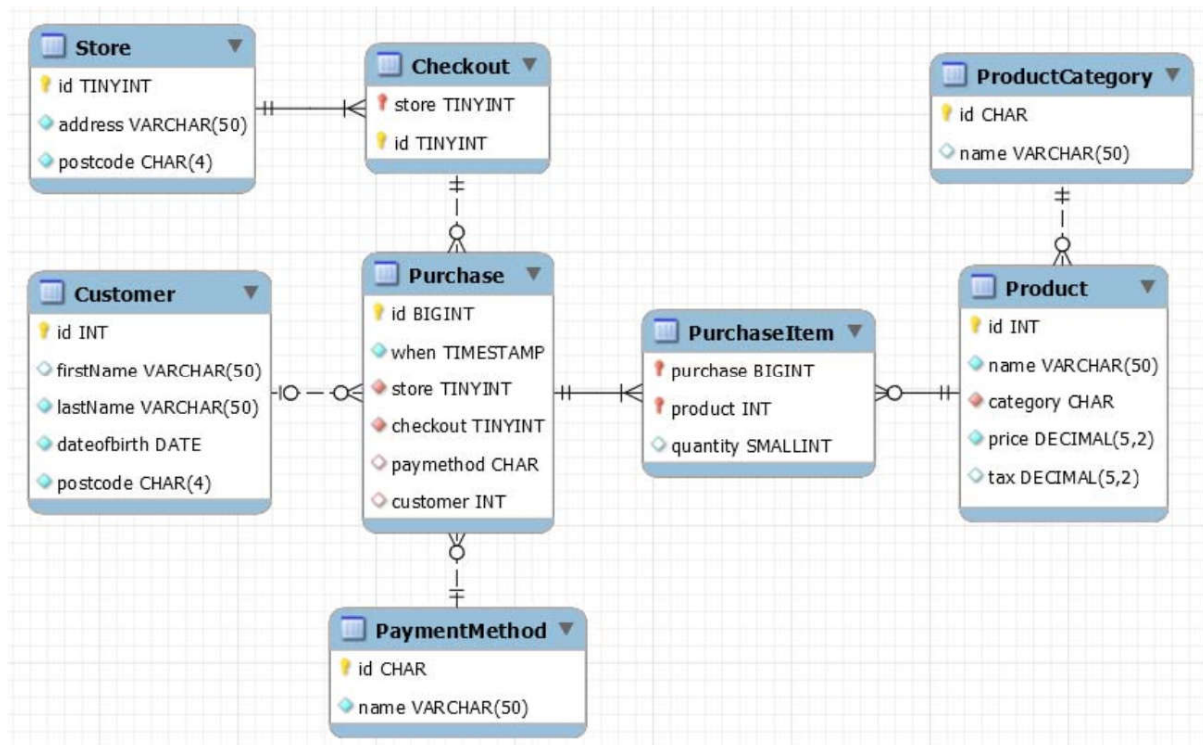 Store
id TINYINT
address VARCHAR(50)
postcode CHAR(4)
Checkout
store TINYINT
id TINYINT
ProductCategory
id CHAR
name VARCHAR(50)
Customer
id INT
firstName VARCHAR(50)
lastName VARCHAR(50)
dateofbirth DATE
postcode CHAR(4)
Purchase
id BIGINT
when TIMESTAMP
store TINYINT
checkout TINYINT
paymethod CHAR
customer INT
PurchaseItem
purchase BIGINT
product INT
quantity SMALLINT
Product
id INT
name VARCHAR(50)
category CHAR
price DECIMAL(5,2)
tax DECIMAL(5,2)
PaymentMethod
id CHAR
name VARCHAR(50)